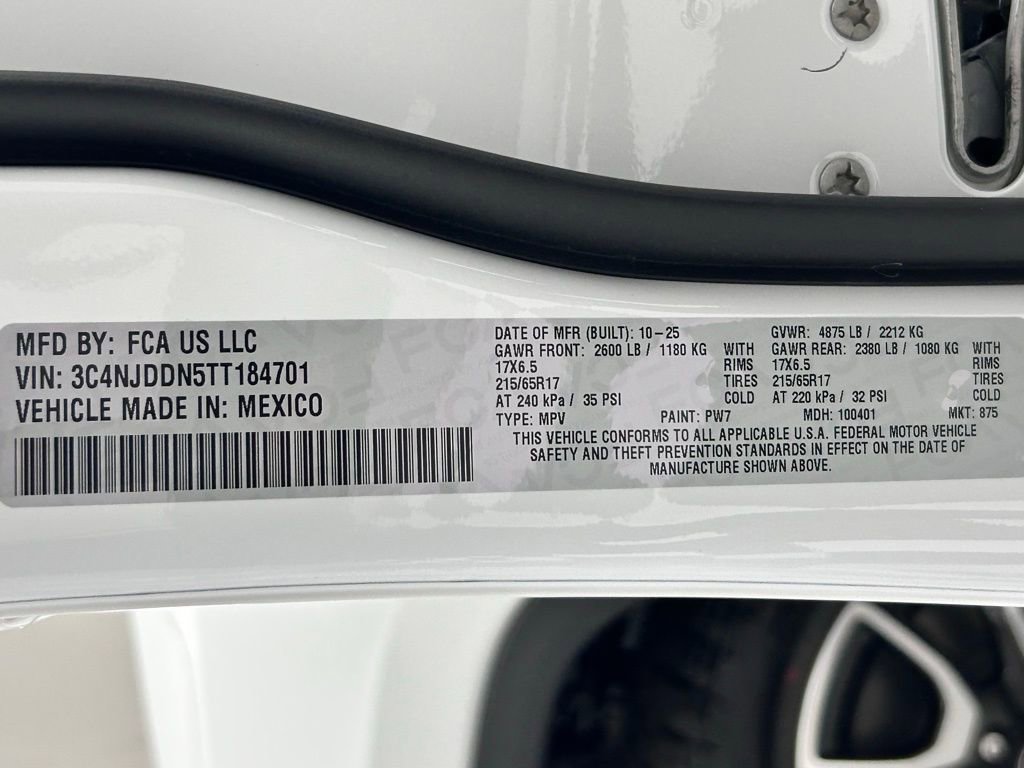 MFD BY: FCA US LLC
VIN: 3C4NJDDN5TT184701
VEHICLE MADE IN: MEXICO
DATE OF MFR (BUILT): 10-25
GVWR: 4875 LB / 2212 KG
GAWR FRONT: 2600 LB / 1180 KG WITH
17X6.5 RIMS
215/65R17 TIRES
AT 240 kPa / 35 PSI COLD
GAWR REAR: 2380 LB / 1080 KG WITH
17X6.5 RIMS
215/65R17 TIRES
AT 220 kPa / 32 PSI COLD
TYPE: MPV PAINT: PW7 MDH: 100401 MKT: 875
THIS VEHICLE CONFORMS TO ALL APPLICABLE U.S.A. FEDERAL MOTOR VEHICLE
SAFETY AND THEFT PREVENTION STANDARDS IN EFFECT ON THE DATE OF
MANUFACTURE SHOWN ABOVE.